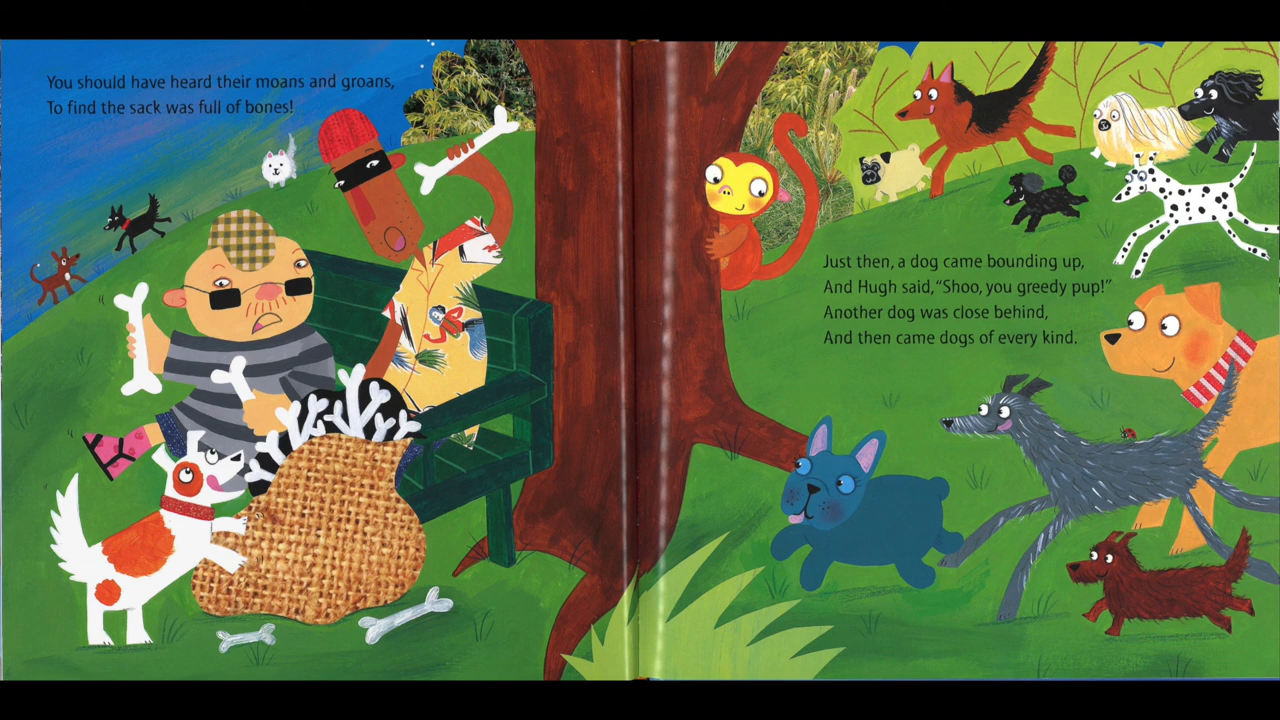 You should have heard their moans and groans,
To find the sack was full of bones!
Just then, a dog came bounding up,
And Hugh said, "Shoo, you greedy pup!"
Another dog was close behind,
And then came dogs of every kind.